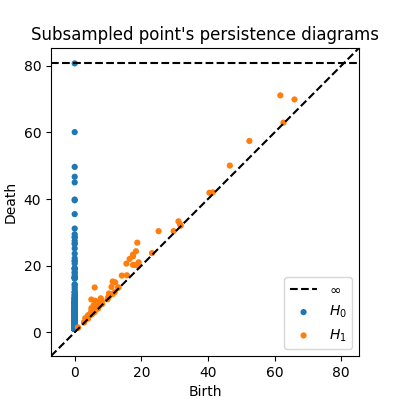 Subsampled point's persistence diagrams
80
60
40
20
0
Death
∞
H₀
H₁
0 20 40 60 80
Birth